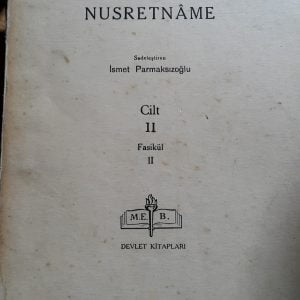 NUSRETNÂME
Sadeleştiren
İsmet Parmaksızoğlu
Cilt
II
Fasikül
II
M.E. B.
DEVLET KİTAPLARI